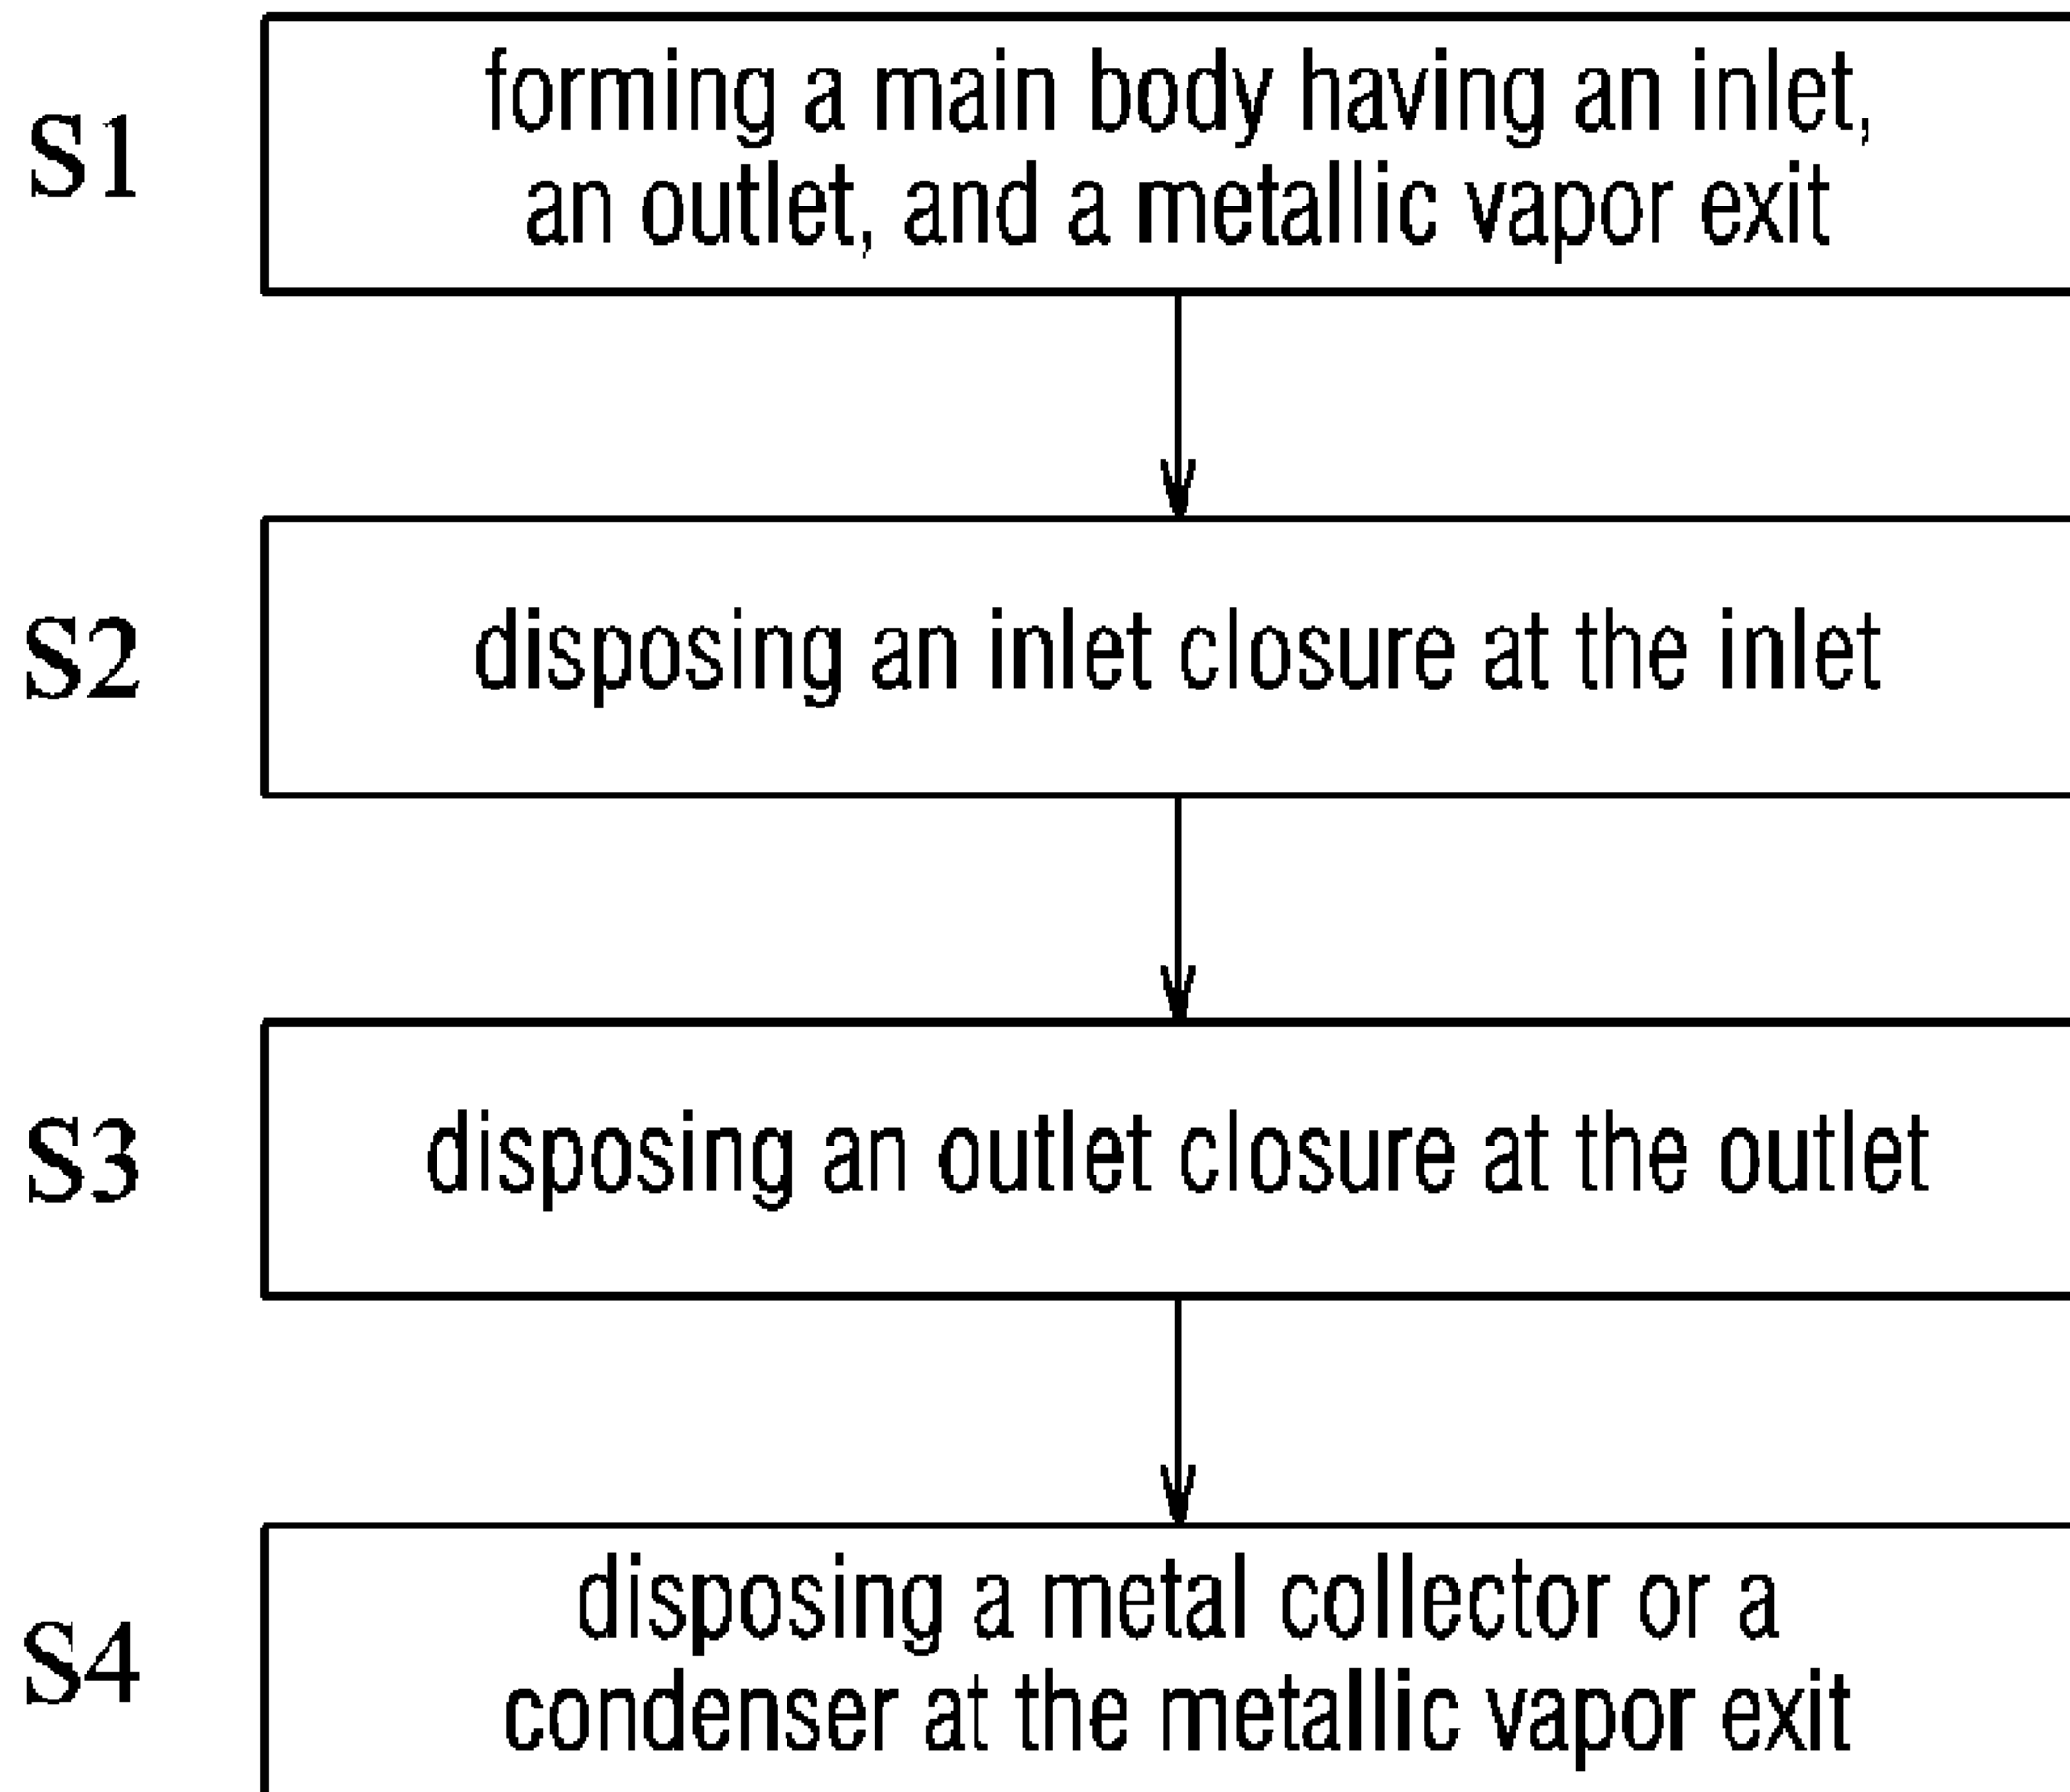 S1
forming a main body having an inlet,
an outlet, and a metallic vapor exit
S2
disposing an inlet closure at the inlet
S3
disposing an outlet closure at the outlet
S4
disposing a metal collector or a
condenser at the metallic vapor exit